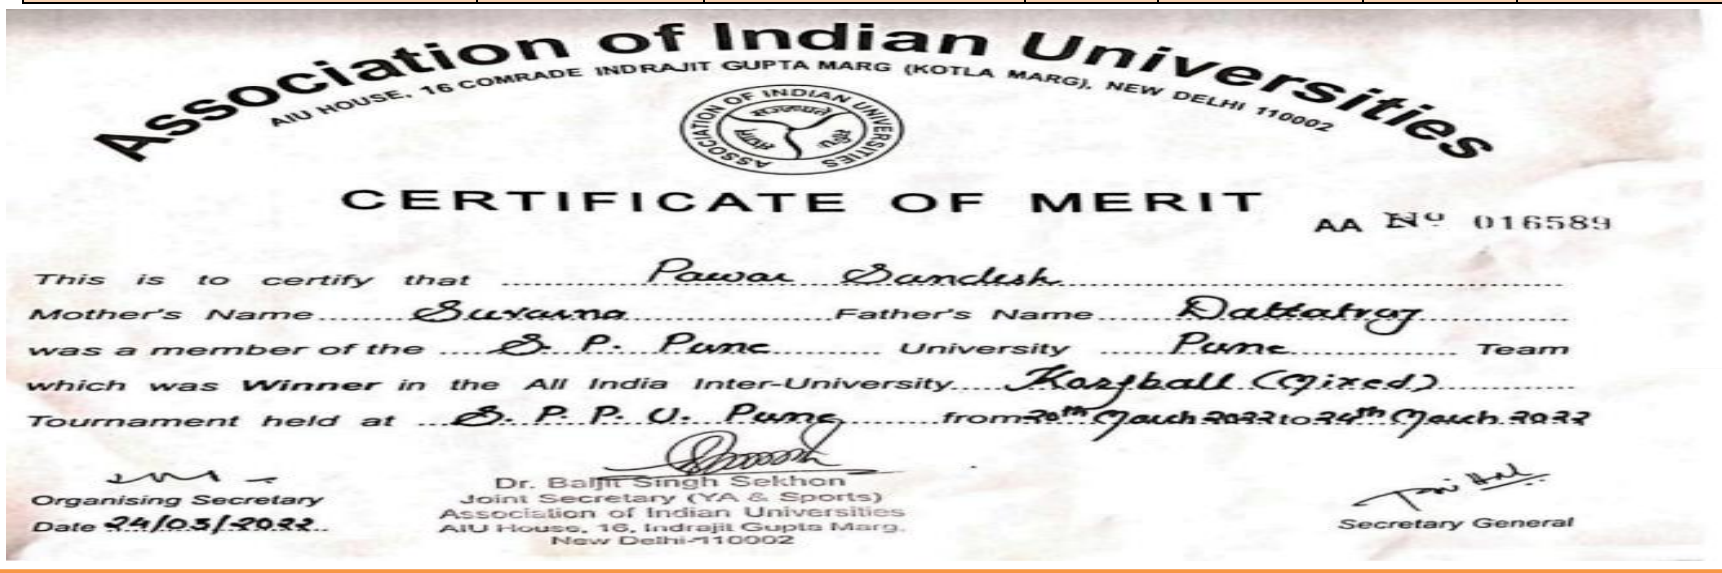 Association of Indian Universities
AIU HOUSE, 16 COMRADE INDRAJIT GUPTA MARG (KOTLA MARG), NEW DELHI 110002
ASSOCIATION OF INDIAN UNIVERSITIES
CERTIFICATE OF MERIT
AA Nº 016589
This is to certify that Pawar Sandesh
Mother's Name Suvarna Father's Name Dattatray
was a member of the S. P. Pune University Pune Team
which was Winner in the All India Inter-University Korfball (Mixed)
Tournament held at S. P. P. U. Pune from 20th March 2022 to 24th March 2022
Dr. Baljit Singh Sekhon
Organising Secretary Joint Secretary (YA & Sports)
Association of Indian Universities
Date 24/03/2022 AIU House, 16, Indrajit Gupta Marg.
New Delhi-110002
Secretary General